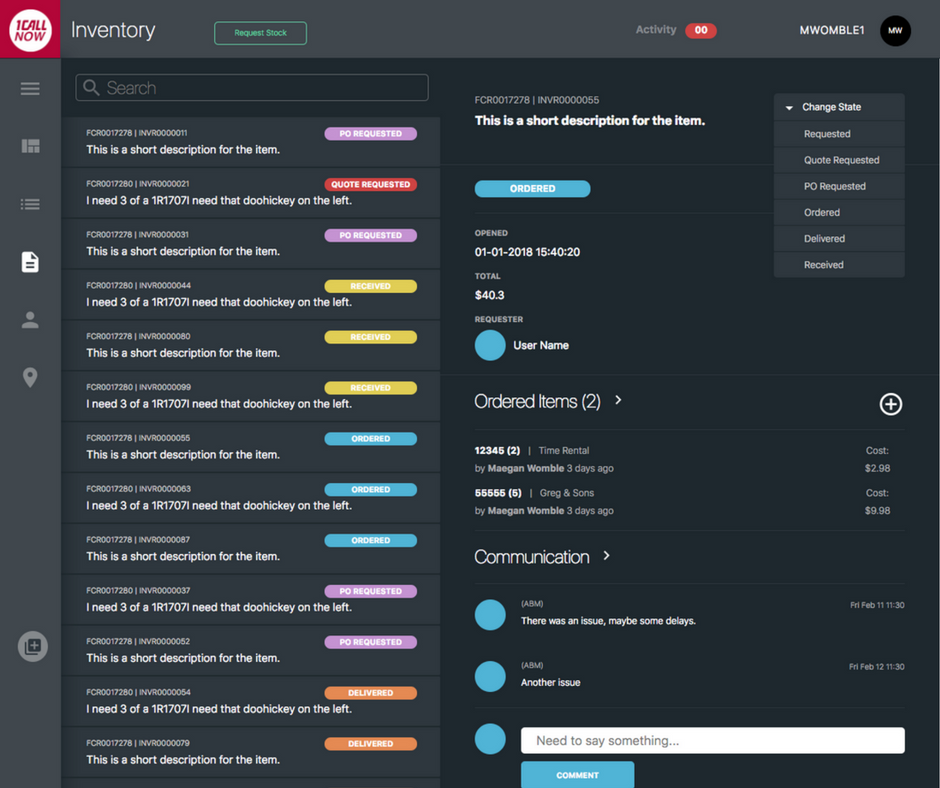 1CALL
NOW
Inventory
Request Stock
Activity 00
MWOMBLE1
MW
Search
FCR0017278 | INVR0000011
PO REQUESTED
This is a short description for the item.
FCR0017280 | INVR0000021
QUOTE REQUESTED
I need 3 of a 1R1707I need that doohickey on the left.
FCR0017278 | INVR0000031
PO REQUESTED
This is a short description for the item.
FCR0017280 | INVR0000044
RECEIVED
I need 3 of a 1R1707I need that doohickey on the left.
FCR0017278 | INVR0000080
RECEIVED
This is a short description for the item.
FCR0017280 | INVR0000099
RECEIVED
I need 3 of a 1R1707I need that doohickey on the left.
FCR0017278 | INVR0000055
ORDERED
This is a short description for the item.
FCR0017280 | INVR0000063
ORDERED
I need 3 of a 1R1707I need that doohickey on the left.
FCR0017278 | INVR0000087
ORDERED
This is a short description for the item.
FCR0017280 | INVR0000037
PO REQUESTED
I need 3 of a 1R1707I need that doohickey on the left.
FCR0017278 | INVR0000052
PO REQUESTED
This is a short description for the item.
FCR0017280 | INVR0000054
DELIVERED
I need 3 of a 1R1707I need that doohickey on the left.
FCR0017278 | INVR0000079
DELIVERED
This is a short description for the item.
FCR0017278 | INVR0000055
This is a short description for the item.
Change State
Requested
Quote Requested
PO Requested
Ordered
Delivered
Received
ORDERED
OPENED
01-01-2018 15:40:20
TOTAL
$40.3
REQUESTER
User Name
Ordered Items (2)
12345 (2) | Time Rental
Cost:
by Maegan Womble 3 days ago
$2.98
55555 (5) | Greg & Sons
Cost:
by Maegan Womble 3 days ago
$9.98
Communication
(ABM)
Fri Feb 11 11:30
There was an issue, maybe some delays.
(ABM)
Fri Feb 12 11:30
Another issue
Need to say something...
COMMENT